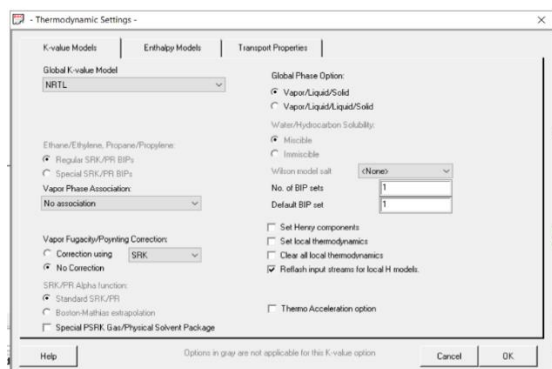 - Thermodynamic Settings -
K-value Models
Enthalpy Models
Transport Properties
Global K-value Model
NRTL
Ethane/Ethylene, Propane/Propylene:
Regular SRK/PR BIPs
Special SRK/PR BIPs
Vapor Phase Association:
No association
Vapor Fugacity/Poynting Correction:
Correction using
SRK
No Correction
SRK/PR Alpha function:
Standard SRK/PR
Boston-Mathias extrapolation
Special PSRK Gas/Physical Solvent Package
Global Phase Option:
Vapor/Liquid/Solid
Vapor/Liquid/Liquid/Solid
Water/Hydrocarbon Solubility:
Miscible
Immiscible
Wilson model salt
<None>
No. of BIP sets
1
Default BIP set
1
Set Henry components
Set local thermodynamics
Clear all local thermodynamics
Reflash input streams for local H models.
Thermo Acceleration option
Help
Options in gray are not applicable for this K-value option
Cancel
OK